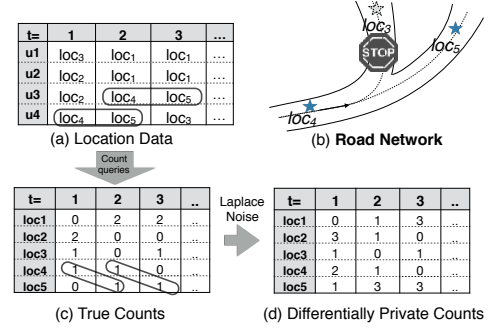 t= 1 2 3 ...
u1 loc₃ loc₁ loc₁ ...
u2 loc₂ loc₁ loc₁ ...
u3 loc₂ loc₄ loc₅ ...
u4 loc₄ loc₅ loc₃ ...
(a) Location Data
loc₃
STOP
loc₅
loc₄
(b) Road Network
Count
queries
t= 1 2 3 ..
loc1 0 2 2 ..
loc2 2 0 0 ..
loc3 1 0 1 ..
loc4 1 1 0 ..
loc5 0 1 1 ..
(c) True Counts
Laplace
Noise
t= 1 2 3 ..
loc1 0 1 3 ..
loc2 3 1 0 ..
loc3 1 0 1 ..
loc4 2 1 0 ..
loc5 1 3 3 ..
(d) Differentially Private Counts